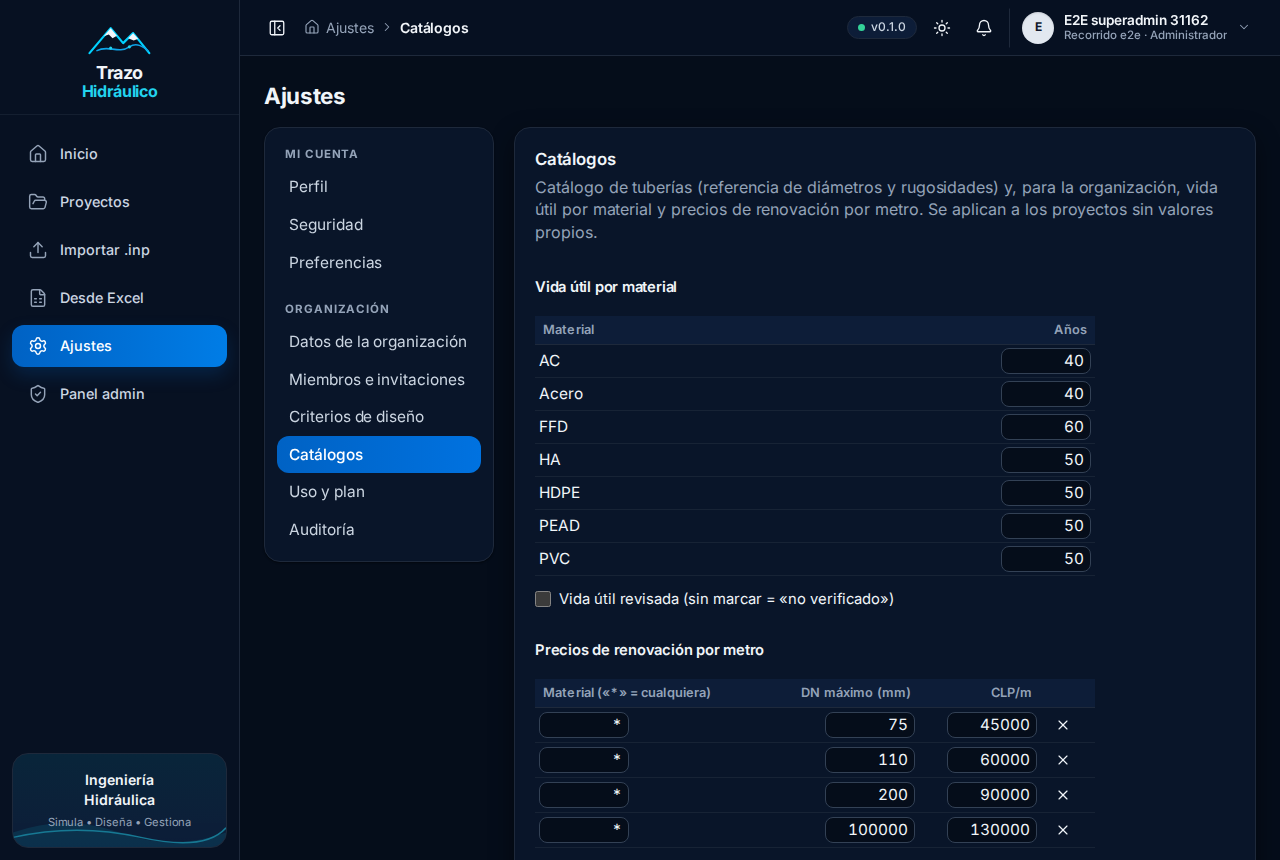 Trazo
Hidráulico
Inicio
Proyectos
Importar .inp
Desde Excel
Ajustes
Panel admin
Ingeniería
Hidráulica
Simula • Diseña • Gestiona
Ajustes > Catálogos
v0.1.0
E
E2E superadmin 31162
Recorrido e2e · Administrador
Ajustes
MI CUENTA
Perfil
Seguridad
Preferencias
ORGANIZACIÓN
Datos de la organización
Miembros e invitaciones
Criterios de diseño
Catálogos
Uso y plan
Auditoría
Catálogos
Catálogo de tuberías (referencia de diámetros y rugosidades) y, para la organización, vida
útil por material y precios de renovación por metro. Se aplican a los proyectos sin valores
propios.
Vida útil por material
Material Años
AC 40
Acero 40
FFD 60
HA 50
HDPE 50
PEAD 50
PVC 50
Vida útil revisada (sin marcar = «no verificado»)
Precios de renovación por metro
Material («*» = cualquiera) DN máximo (mm) CLP/m
* 75 45000 ×
* 110 60000 ×
* 200 90000 ×
* 100000 130000 ×